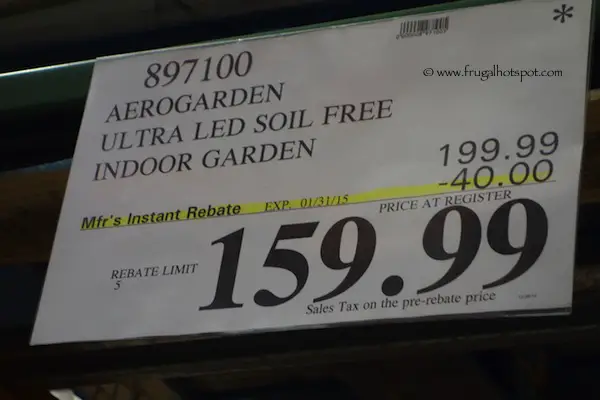 *
© www.frugalhotspot.com
897100
AEROGARDEN
ULTRA LED SOIL FREE
INDOOR GARDEN
199.99
-40.00
Mfr's Instant Rebate EXP. 01/31/15
PRICE AT REGISTER
159.99
REBATE LIMIT
5
Sales Tax on the pre-rebate price